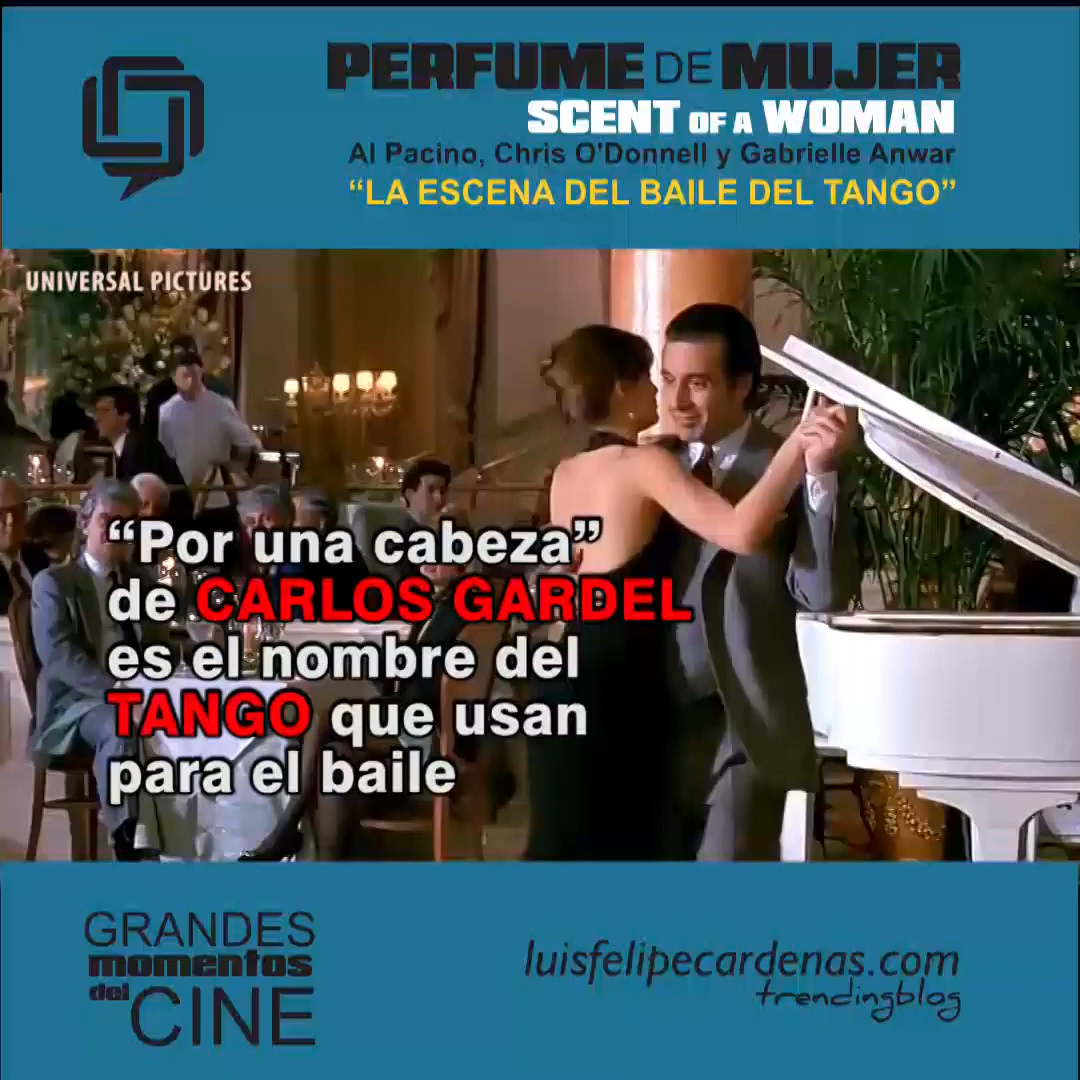 PERFUME DE MUJER
SCENT OF A WOMAN
Al Pacino, Chris O'Donnell y Gabrielle Anwar
“LA ESCENA DEL BAILE DEL TANGO”
UNIVERSAL PICTURES
“Por una cabeza”
de CARLOS GARDEL
es el nombre del
TANGO que usan
para el baile
GRANDES
momentos
del CINE
luisfelipecardenas.com
trendingblog